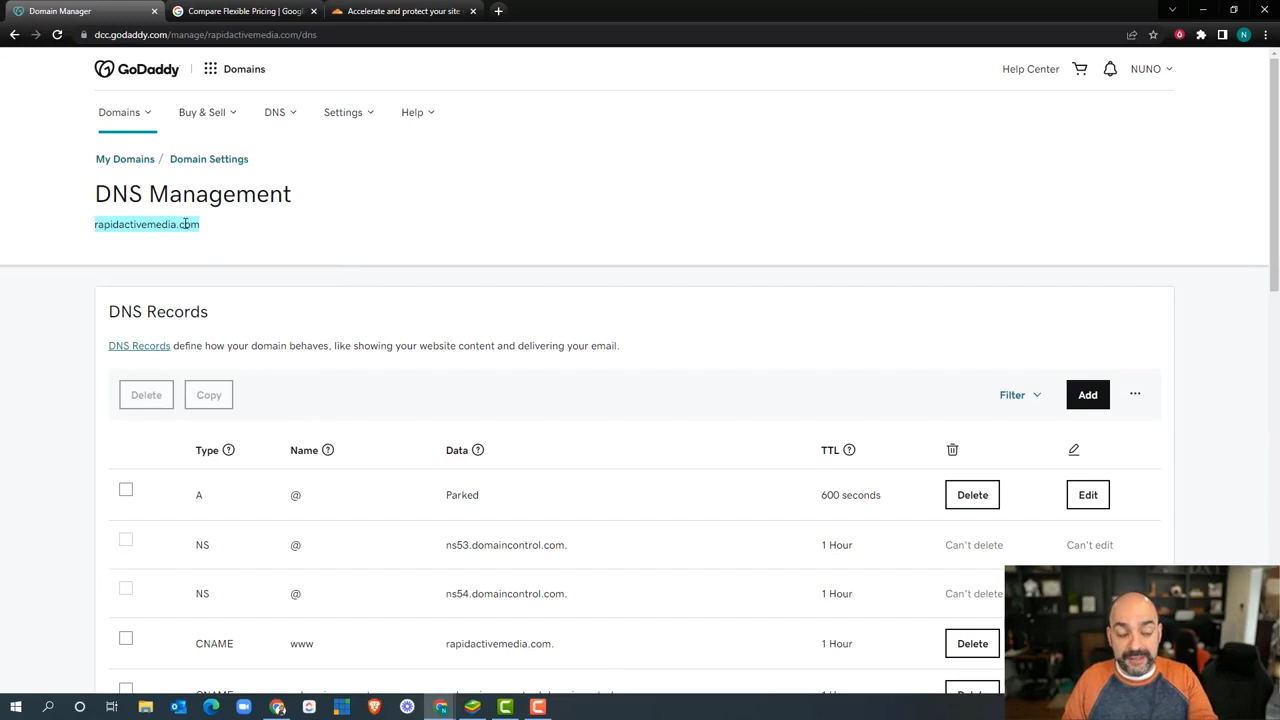 Domain Manager
Compare Flexible Pricing | Googl
Accelerate and protect your site
dcc.godaddy.com/manage/rapidactivemedia.com/dns
N
GoDaddy
Domains
Help Center
NUNO
Domains
Buy & Sell
DNS
Settings
Help
My Domains / Domain Settings
DNS Management
rapidactivemedia.com
DNS Records
DNS Records define how your domain behaves, like showing your website content and delivering your email.
Delete
Copy
Filter
Add
Type
Name
Data
TTL
A @ Parked 600 seconds Delete Edit
NS @ ns53.domaincontrol.com. 1 Hour Can't delete Can't edit
NS @ ns54.domaincontrol.com. 1 Hour Can't delete
CNAME www rapidactivemedia.com. 1 Hour Delete